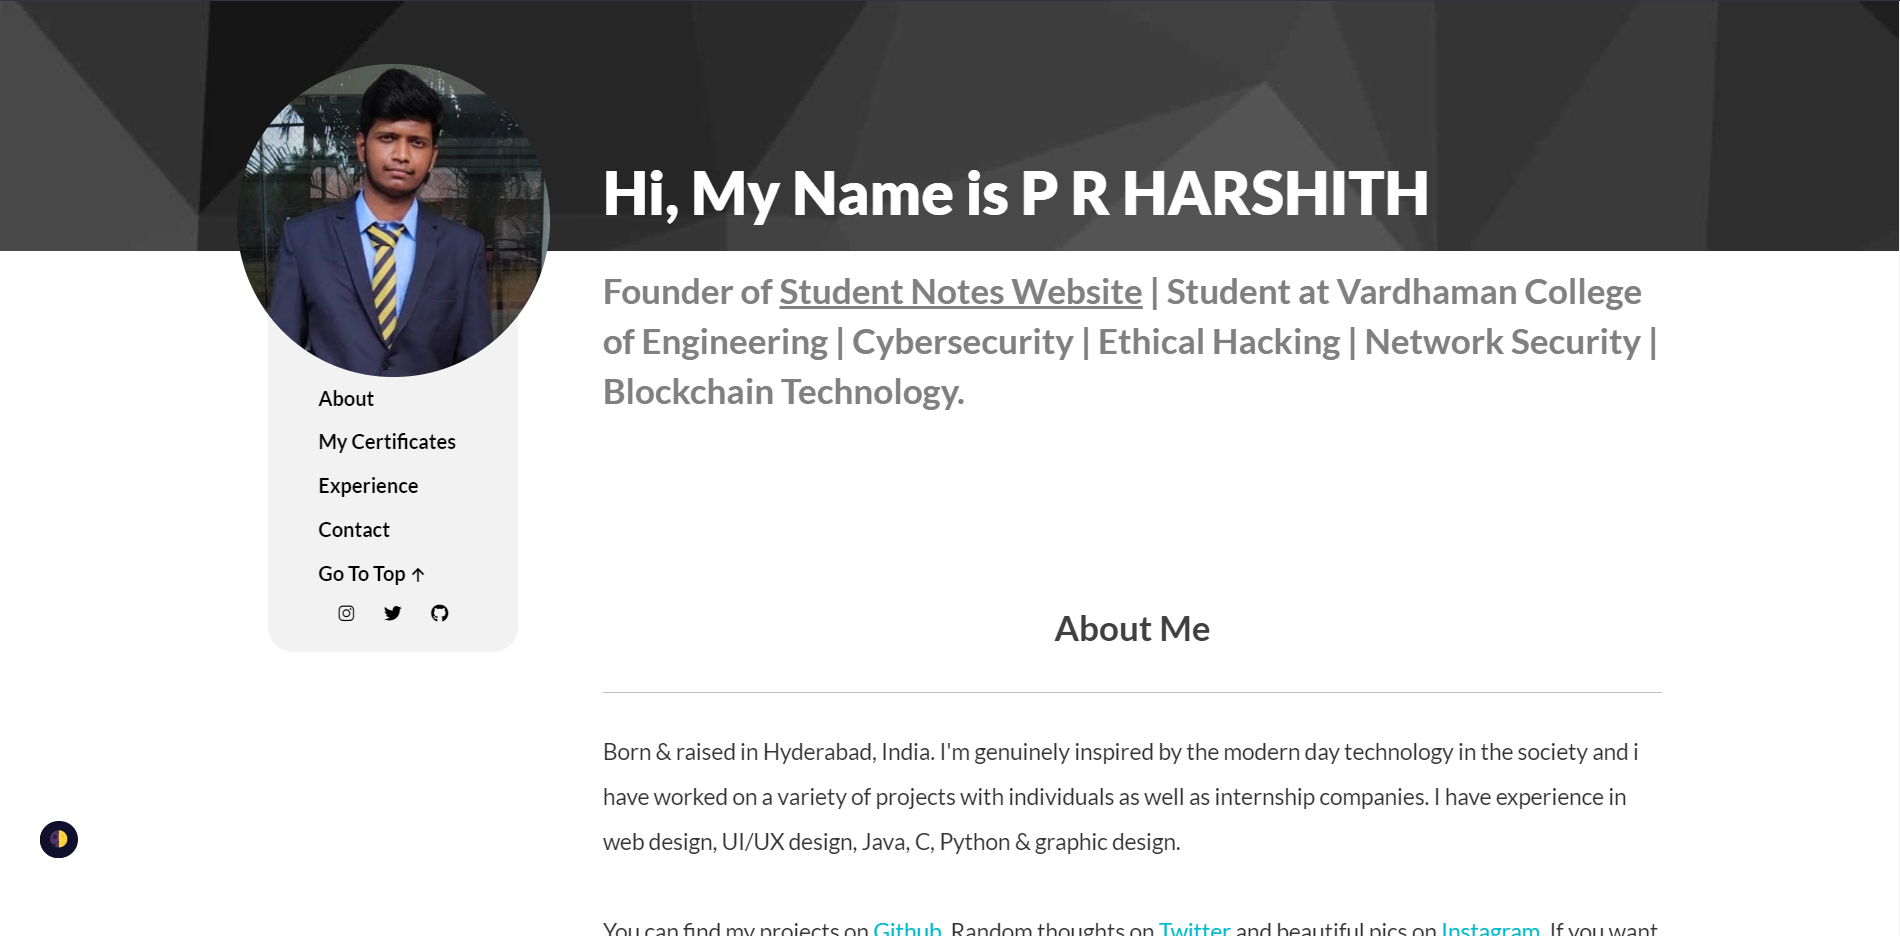 Hi, My Name is P R HARSHITH
Founder of Student Notes Website | Student at Vardhaman College
of Engineering | Cybersecurity | Ethical Hacking | Network Security |
Blockchain Technology.
About
My Certificates
Experience
Contact
Go To Top ↑
About Me
Born & raised in Hyderabad, India. I'm genuinely inspired by the modern day technology in the society and i
have worked on a variety of projects with individuals as well as internship companies. I have experience in
web design, UI/UX design, Java, C, Python & graphic design.
You can find my projects on Github. Random thoughts on Twitter and beautiful pics on Instagram. If you want